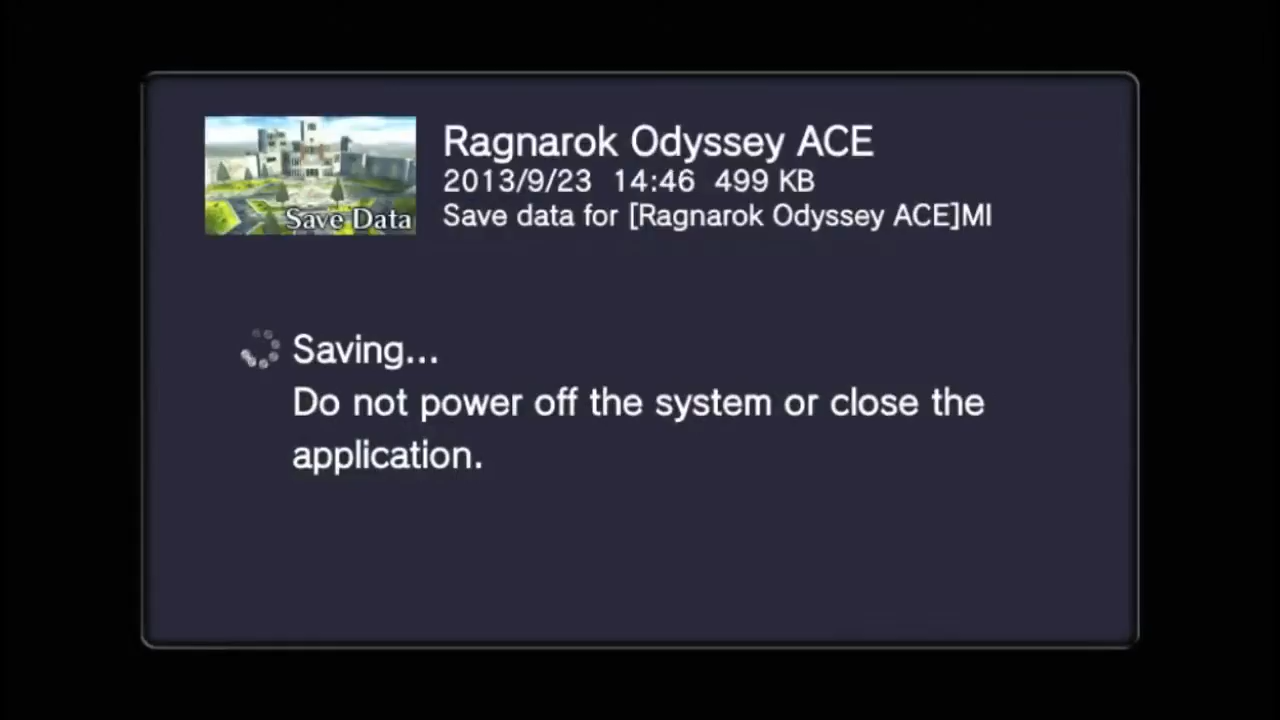 Save Data
Ragnarok Odyssey ACE
2013/9/23 14:46 499 KB
Save data for [Ragnarok Odyssey ACE]MI
Saving...
Do not power off the system or close the
application.